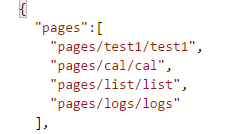 {
"pages":[
"pages/test1/test1",
"pages/cal/cal",
"pages/list/list",
"pages/logs/logs"
],